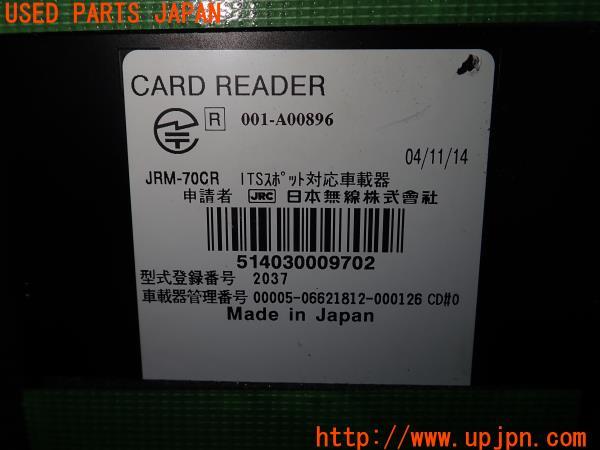 USED PARTS JAPAN
CARD READER
R 001-A00896
04/11/14
JRM-70CR ITSスポット対応車載器
申請者 JRC 日本無線株式會社
514030009702
型式登録番号 2037
車載器管理番号 00005-06621812-000126 CD#0
Made in Japan
http://www.upjpn.com